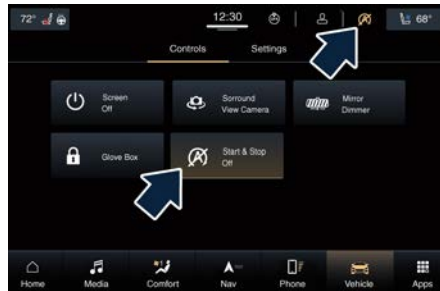 72° 12:30 68°
Controls Settings
Screen Off
Sorround View Camera
Mirror Dimmer
Glove Box
Start & Stop Off
Home Media Comfort Nav Phone Vehicle Apps